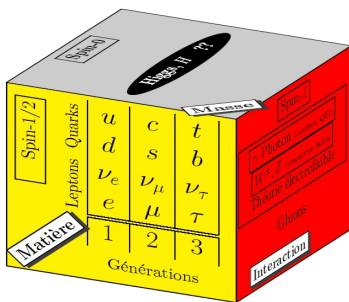 Spin-0
Higgs, H ??
Masse
Spin-1/2
Quarks
Leptons
u c t
d s b
νe νμ ντ
e μ τ
1 2 3
Générations
Matière
Spin-1
γ Photon
W±, Z
Théorie électrofaible
Gluons
Interaction